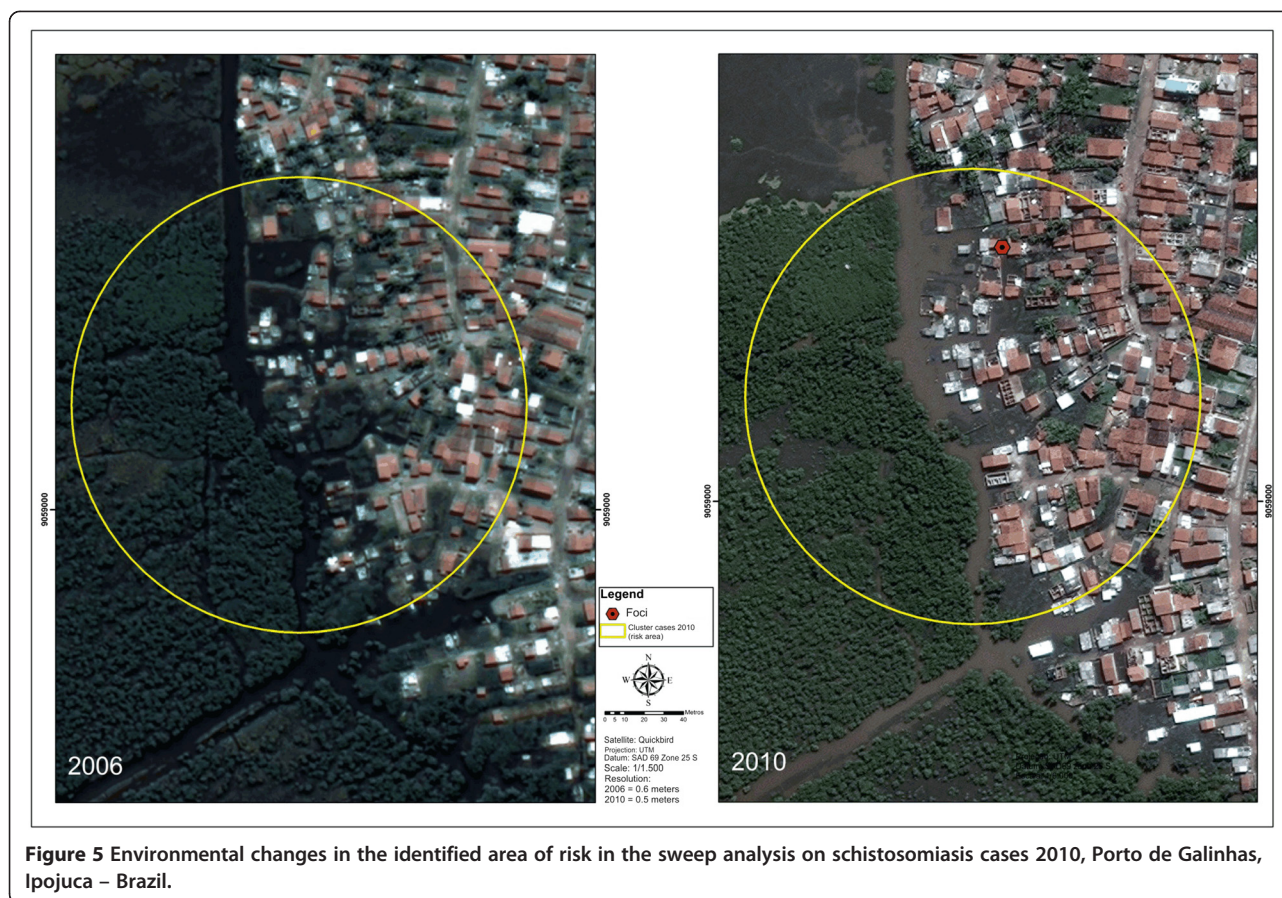 2006
9059000
9059000
Legend
Foci
Cluster cases 2010
(risk area)
N
W E
S
0 5 10 20 30 40 Metros
Satellite: Quickbird
Projection: UTM
Datum: SAD 69 Zone 25 S
Scale: 1/1.500
Resolution:
2006 = 0.6 meters
2010 = 0.5 meters
9059000
2010
Figure 5 Environmental changes in the identified area of risk in the sweep analysis on schistosomiasis cases 2010, Porto de Galinhas,
Ipojuca – Brazil.